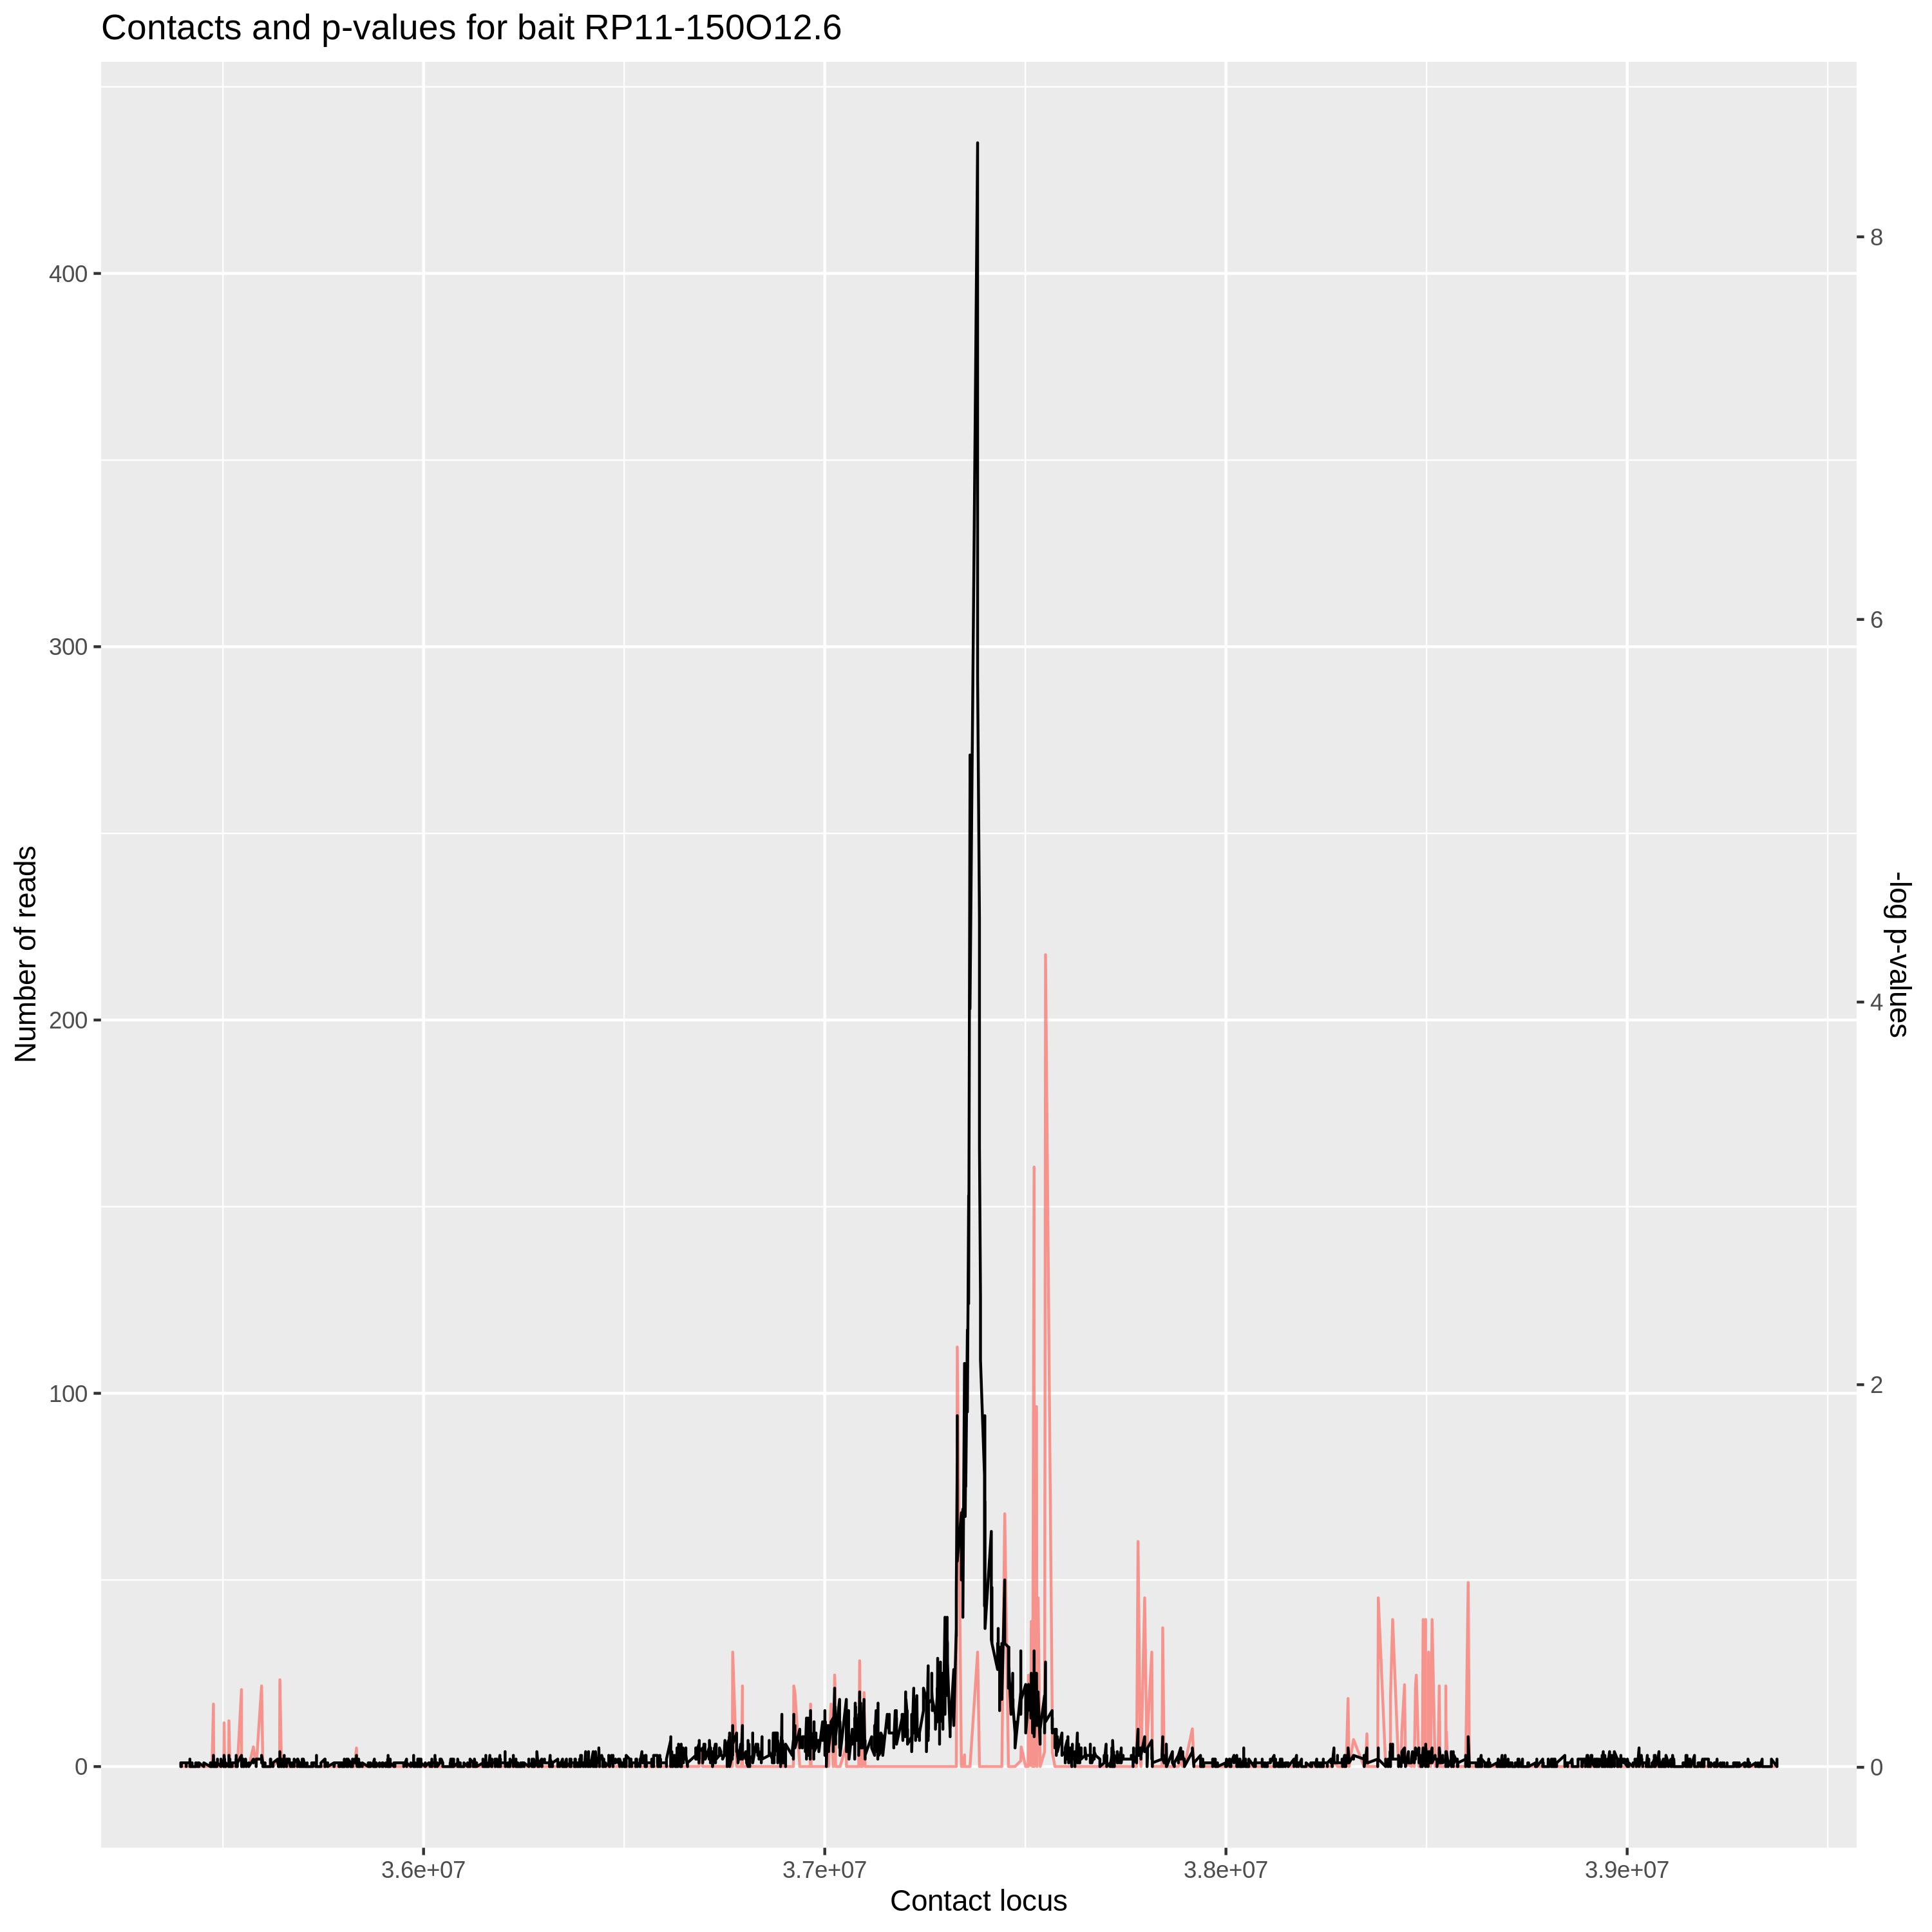 Contacts and p-values for bait RP11-150O12.6
400
300
200
100
0
Number of reads
8
6
4
2
0
-log p-values
3.6e+07
3.7e+07
3.8e+07
3.9e+07
Contact locus